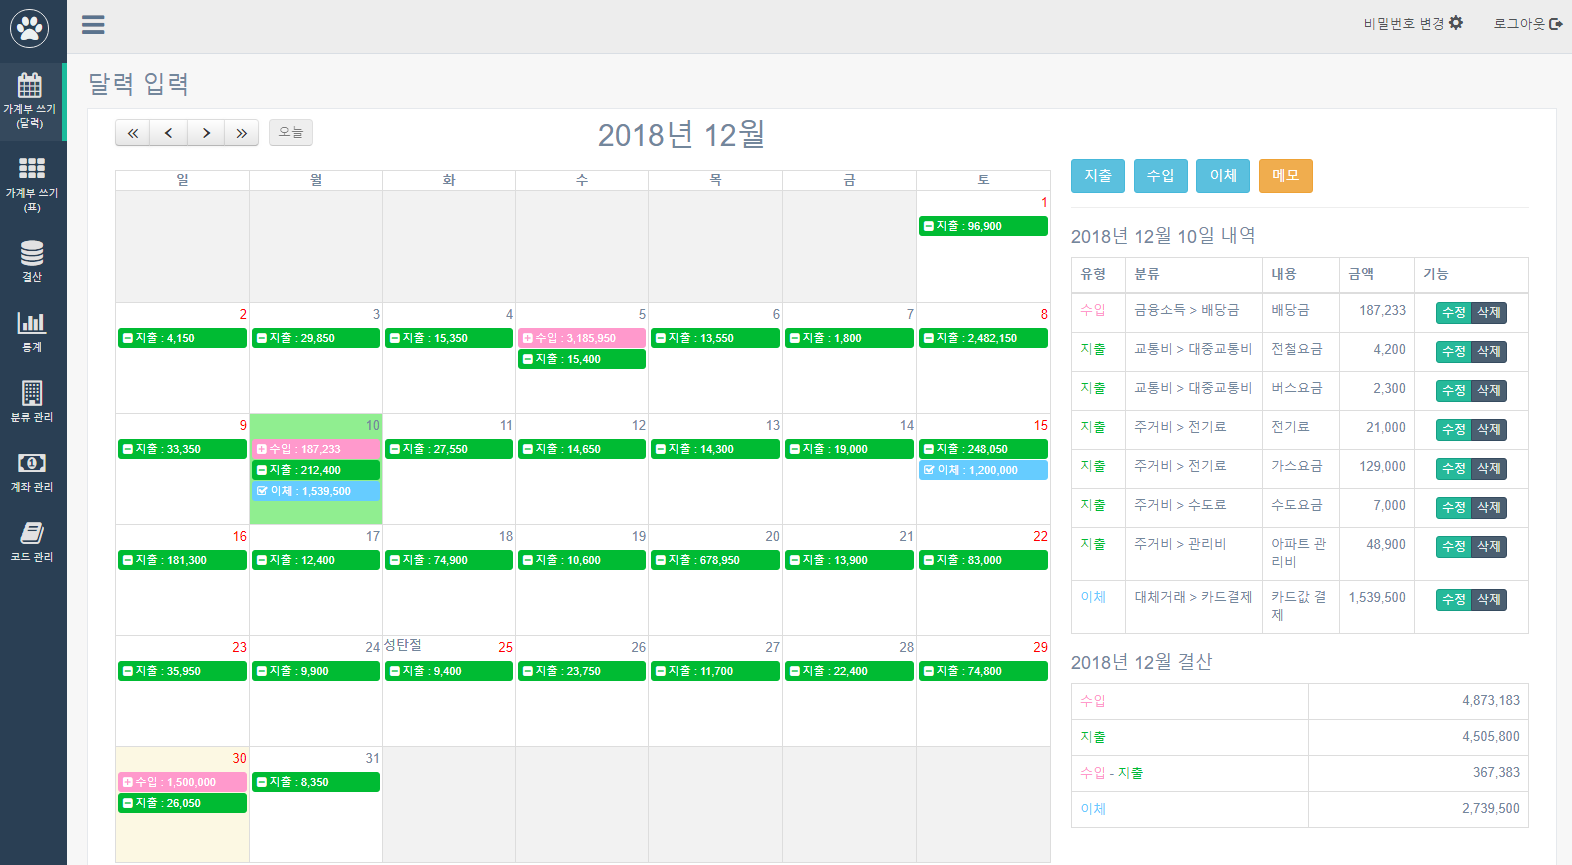 비밀번호 변경
로그아웃
가계부 쓰기
(달력)
가계부 쓰기
(표)
결산
통계
분류 관리
계좌 관리
코드 관리
달력 입력
오늘
2018년 12월
일 월 화 수 목 금 토
1
지출 : 96,900
2 3 4 5 6 7 8
지출 : 4,150
지출 : 29,850
지출 : 15,350
수입 : 3,185,950
지출 : 15,400
지출 : 13,550
지출 : 1,800
지출 : 2,482,150
9 10 11 12 13 14 15
지출 : 33,350
수입 : 187,233
지출 : 212,400
이체 : 1,539,500
지출 : 27,550
지출 : 14,650
지출 : 14,300
지출 : 19,000
지출 : 248,050
이체 : 1,200,000
16 17 18 19 20 21 22
지출 : 181,300
지출 : 12,400
지출 : 74,900
지출 : 10,600
지출 : 678,950
지출 : 13,900
지출 : 83,000
23 24 성탄절 25 26 27 28 29
지출 : 35,950
지출 : 9,900
지출 : 9,400
지출 : 23,750
지출 : 11,700
지출 : 22,400
지출 : 74,800
30 31
수입 : 1,500,000
지출 : 26,050
지출 : 8,350
지출 수입 이체 메모
2018년 12월 10일 내역
유형 분류 내용 금액 기능
수입 금융소득 > 배당금 배당금 187,233 수정 삭제
지출 교통비 > 대중교통비 전철요금 4,200 수정 삭제
지출 교통비 > 대중교통비 버스요금 2,300 수정 삭제
지출 주거비 > 전기료 전기료 21,000 수정 삭제
지출 주거비 > 전기료 가스요금 129,000 수정 삭제
지출 주거비 > 수도료 수도요금 7,000 수정 삭제
지출 주거비 > 관리비 아파트 관 48,900 수정 삭제
리비
이체 대체거래 > 카드결제 카드값 결 1,539,500 수정 삭제
제
2018년 12월 결산
수입 4,873,183
지출 4,505,800
수입 - 지출 367,383
이체 2,739,500